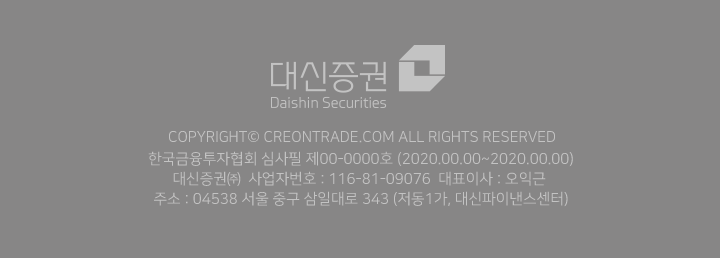 대신증권
Daishin Securities
COPYRIGHT© CREONTRADE.COM ALL RIGHTS RESERVED
한국금융투자협회 심사필 제00-0000호 (2020.00.00~2020.00.00)
대신증권㈜ 사업자번호 : 116-81-09076 대표이사 : 오익근
주소 : 04538 서울 중구 삼일대로 343 (저동1가, 대신파이낸스센터)